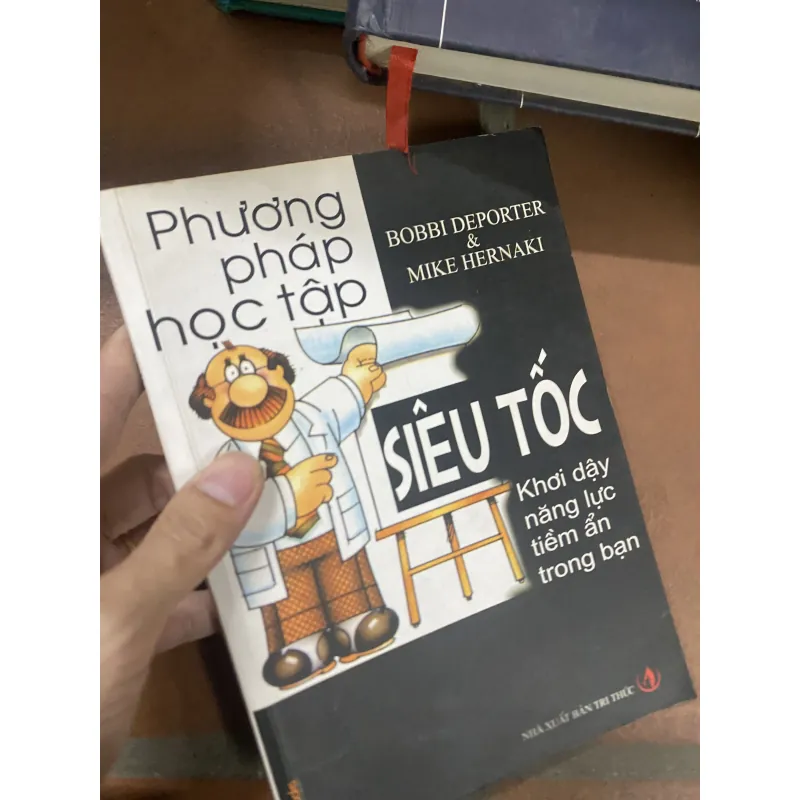 Phương
pháp
học tập
BOBBI DEPORTER
&
MIKE HERNAKI
SIÊU TỐC
Khơi dậy
năng lực
tiềm ẩn
trong bạn
NHÀ XUẤT BẢN TRI THỨC